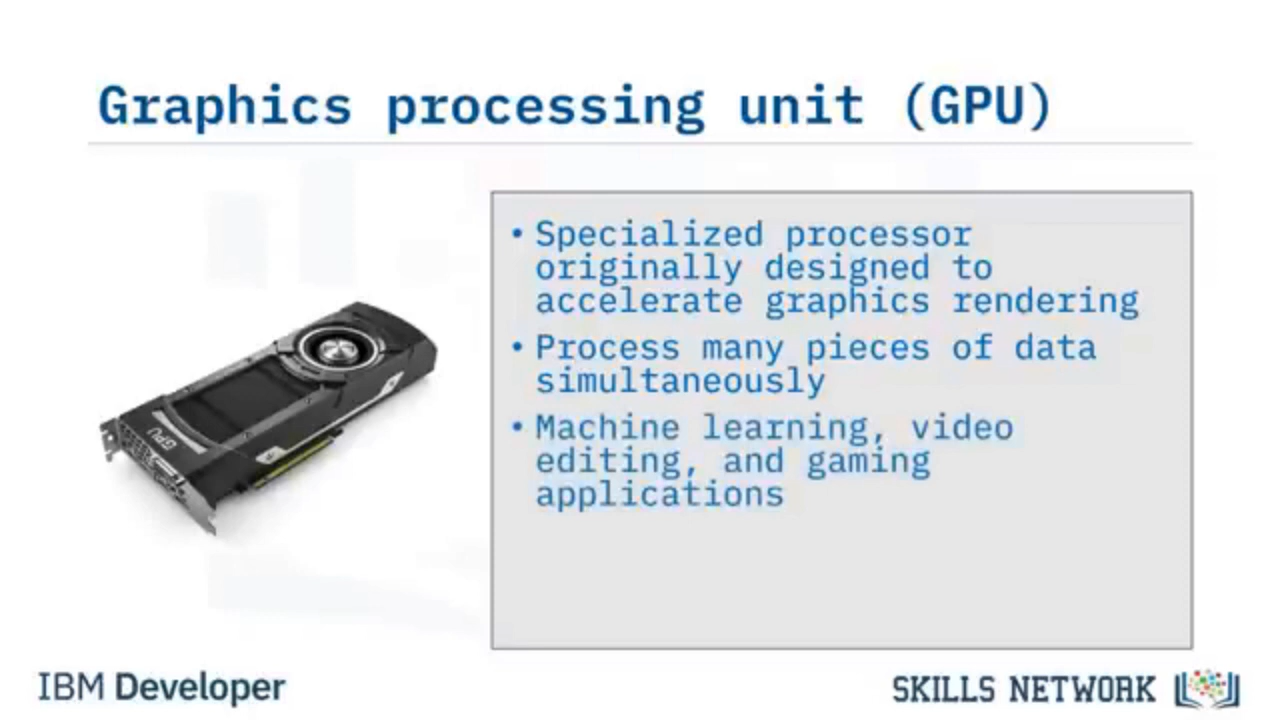 Graphics processing unit (GPU)
• Specialized processor
originally designed to
accelerate graphics rendering
• Process many pieces of data
simultaneously
• Machine learning, video
editing, and gaming
applications
GPU
IBM Developer
SKILLS NETWORK